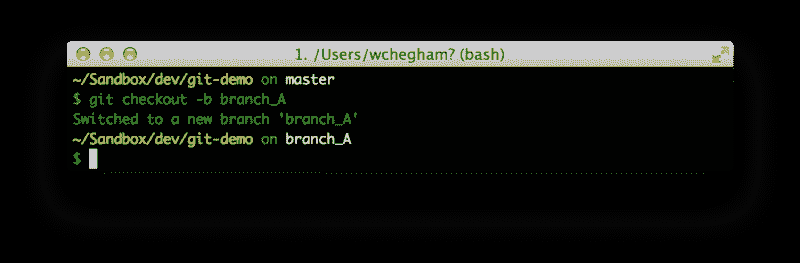 1. /Users/wchegham? (bash)
~/Sandbox/dev/git-demo on master
$ git checkout -b branch_A
Switched to a new branch 'branch_A'
~/Sandbox/dev/git-demo on branch_A
$